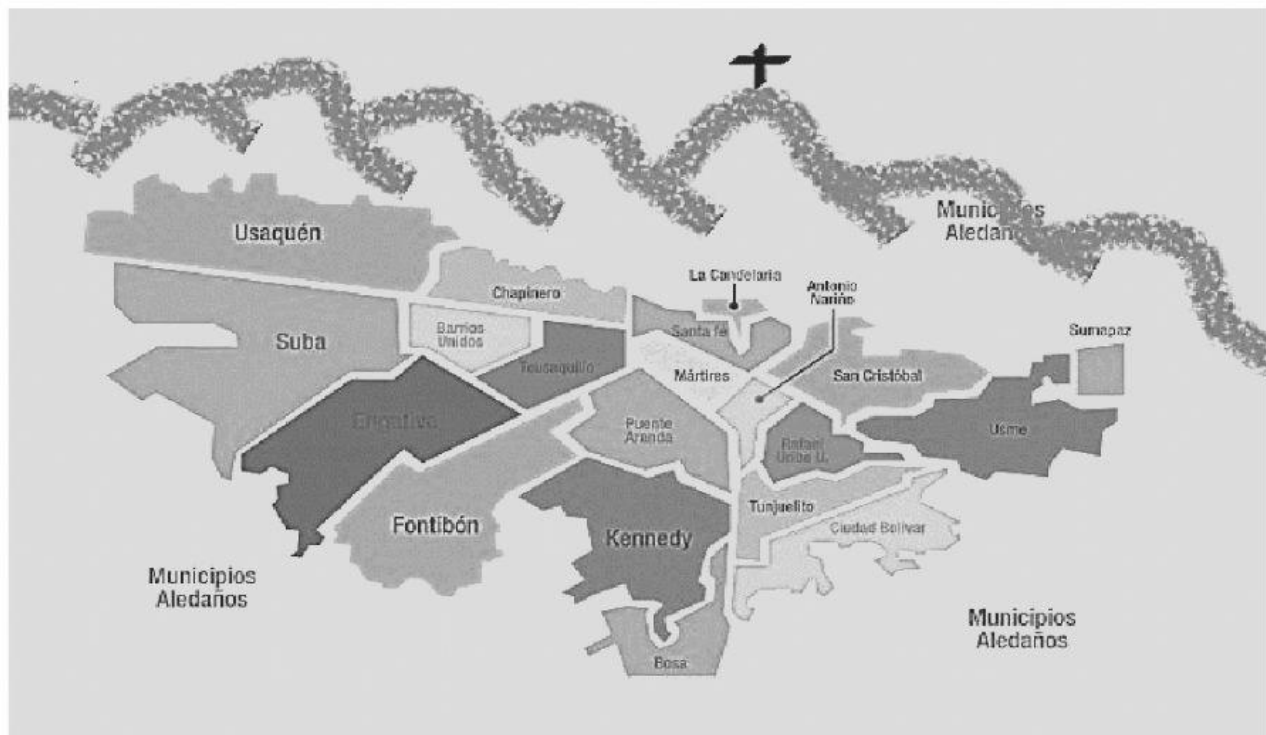 Municipios
Aledaños
Usaquén
La Candelaria
Antonio
Nariño
Chapinero
Santa fe
Sumapaz
Barrios
Unidos
Suba
Teusaquillo
Mártires
San Cristóbal
Engativa
Puente
Aranda
Rafael
Uribe U.
Usme
Fontibón
Kennedy
Tunjuelito
Ciudad Bolívar
Municipios
Aledaños
Municipios
Aledaños
Bosa